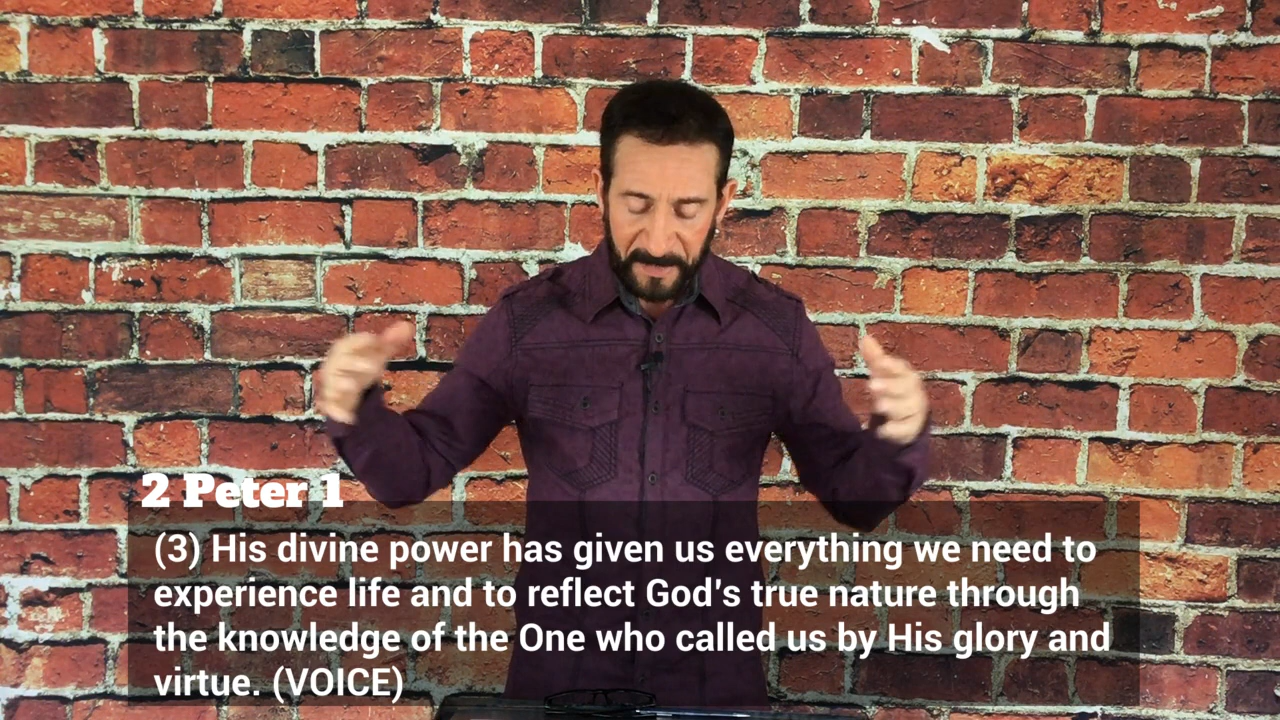 2 Peter 1
(3) His divine power has given us everything we need to
experience life and to reflect God's true nature through
the knowledge of the One who called us by His glory and
virtue. (VOICE)